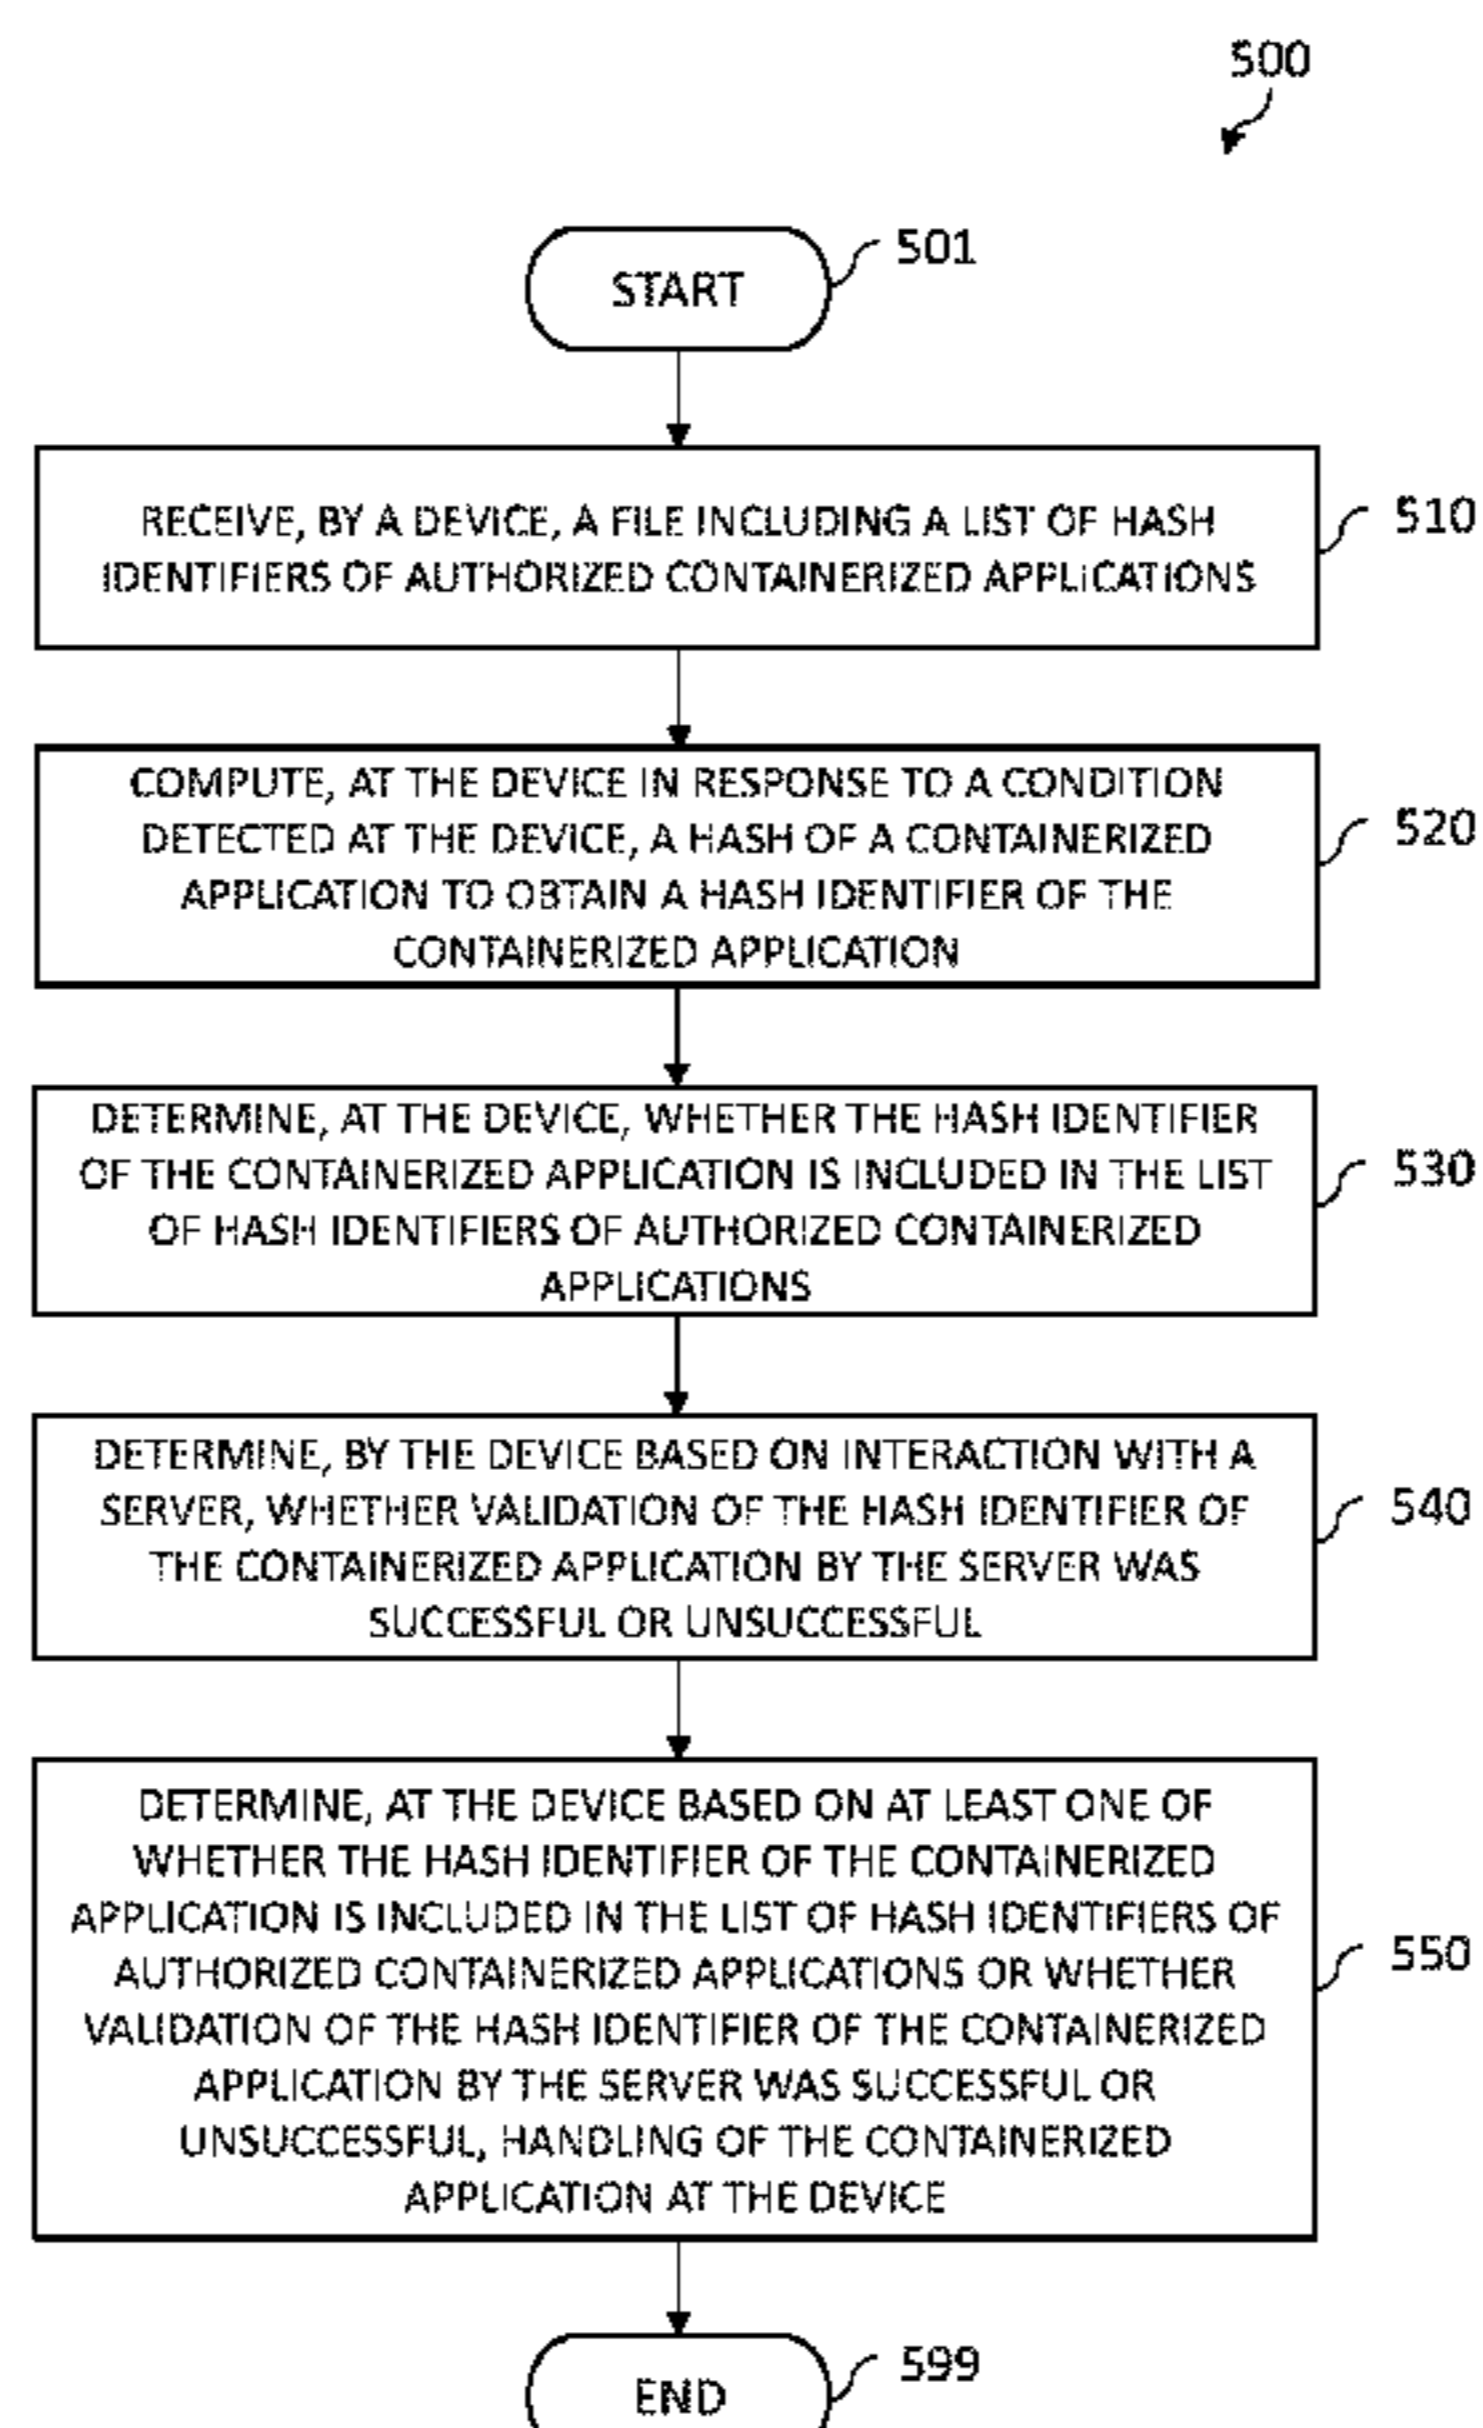 500
START
501
RECEIVE, BY A DEVICE, A FILE INCLUDING A LIST OF HASH
IDENTIFIERS OF AUTHORIZED CONTAINERIZED APPLICATIONS
510
COMPUTE, AT THE DEVICE IN RESPONSE TO A CONDITION
DETECTED AT THE DEVICE, A HASH OF A CONTAINERIZED
APPLICATION TO OBTAIN A HASH IDENTIFIER OF THE
CONTAINERIZED APPLICATION
520
DETERMINE, AT THE DEVICE, WHETHER THE HASH IDENTIFIER
OF THE CONTAINERIZED APPLICATION IS INCLUDED IN THE LIST
OF HASH IDENTIFIERS OF AUTHORIZED CONTAINERIZED
APPLICATIONS
530
DETERMINE, BY THE DEVICE BASED ON INTERACTION WITH A
SERVER, WHETHER VALIDATION OF THE HASH IDENTIFIER OF
THE CONTAINERIZED APPLICATION BY THE SERVER WAS
SUCCESSFUL OR UNSUCCESSFUL
540
DETERMINE, AT THE DEVICE BASED ON AT LEAST ONE OF
WHETHER THE HASH IDENTIFIER OF THE CONTAINERIZED
APPLICATION IS INCLUDED IN THE LIST OF HASH IDENTIFIERS OF
AUTHORIZED CONTAINERIZED APPLICATIONS OR WHETHER
VALIDATION OF THE HASH IDENTIFIER OF THE CONTAINERIZED
APPLICATION BY THE SERVER WAS SUCCESSFUL OR
UNSUCCESSFUL, HANDLING OF THE CONTAINERIZED
APPLICATION AT THE DEVICE
550
END
599